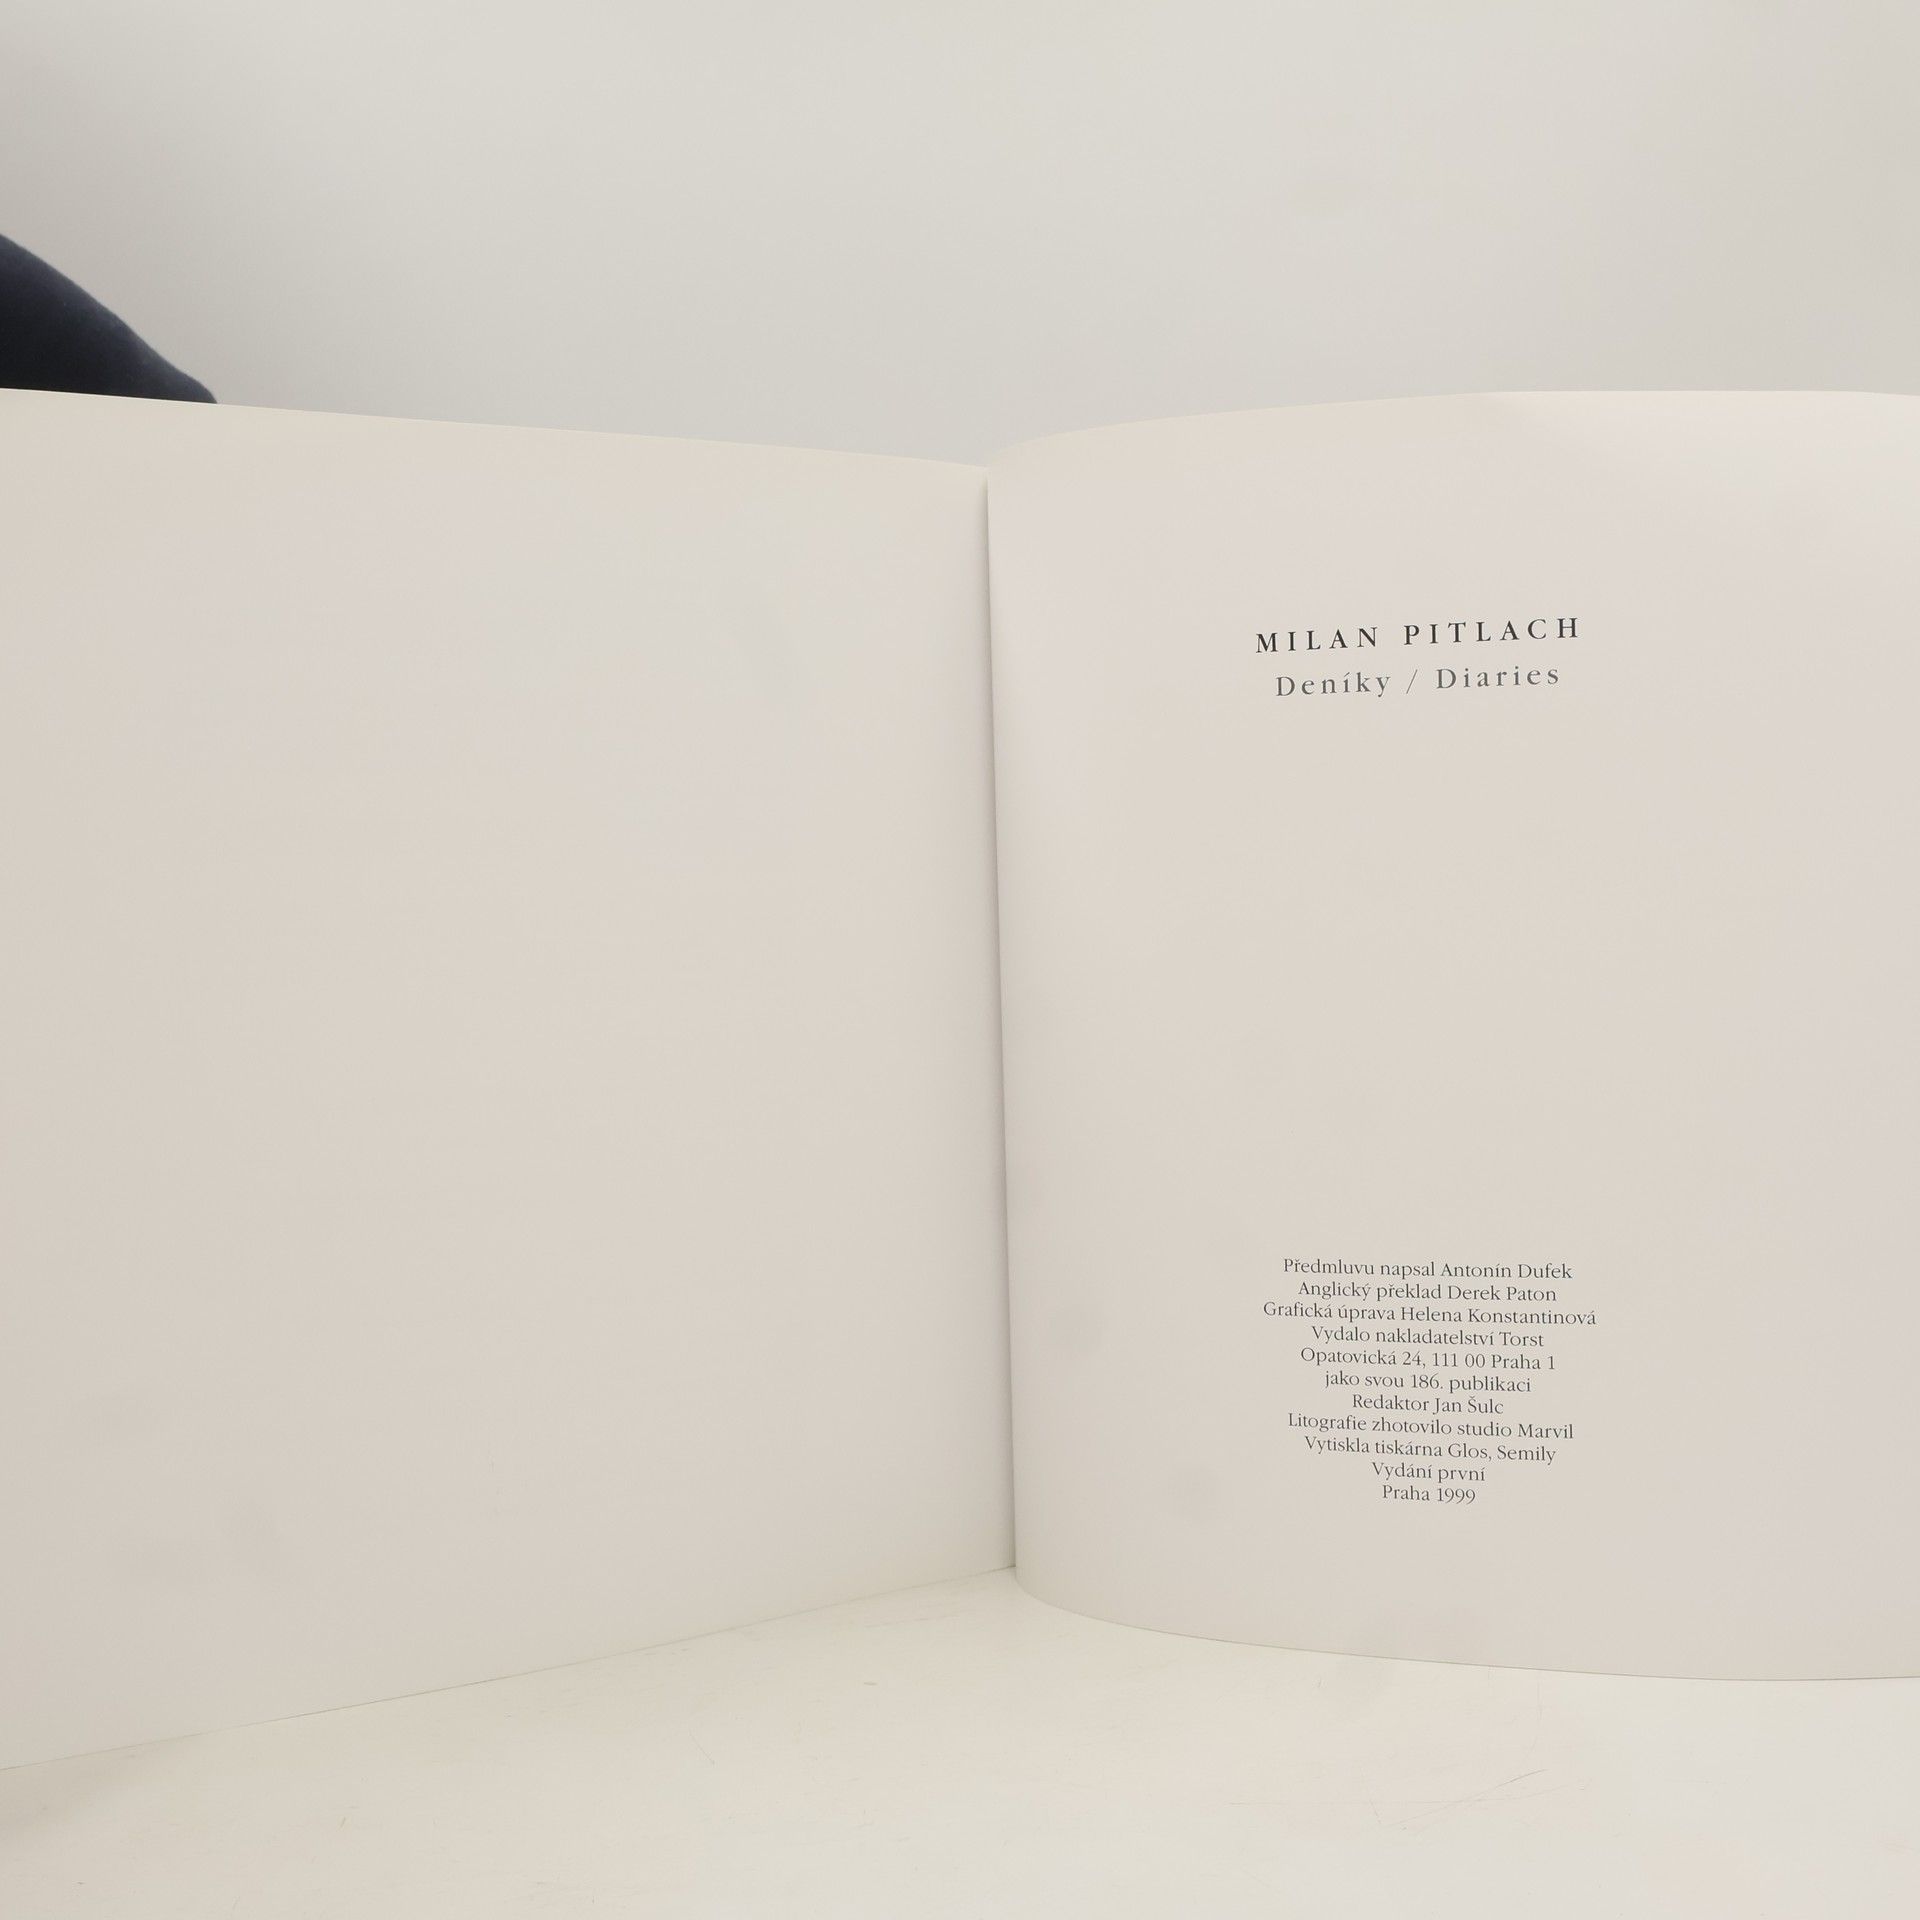 MILAN PITLACH
Deníky / Diaries
Předmluvu napsal Antonín Dufek
Anglický překlad Derek Paton
Grafická úprava Helena Konstantinová
Vydalo nakladatelství Torst
Opatovická 24, 111 00 Praha 1
jako svou 186. publikaci
Redaktor Jan Šulc
Litografie zhotovilo studio Marvil
Vytiskla tiskárna Glos, Semily
Vydání první
Praha 1999